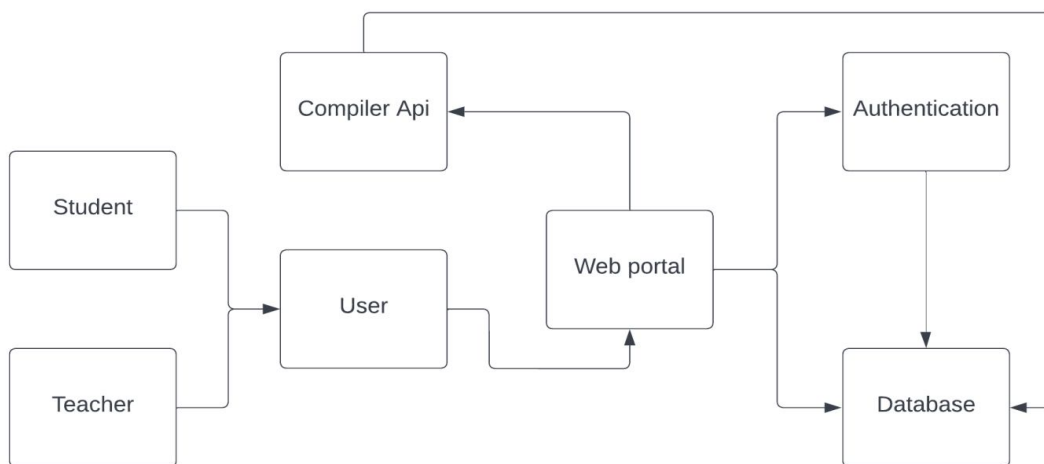 Compiler Api
Authentication
Student
Web portal
User
Teacher
Database